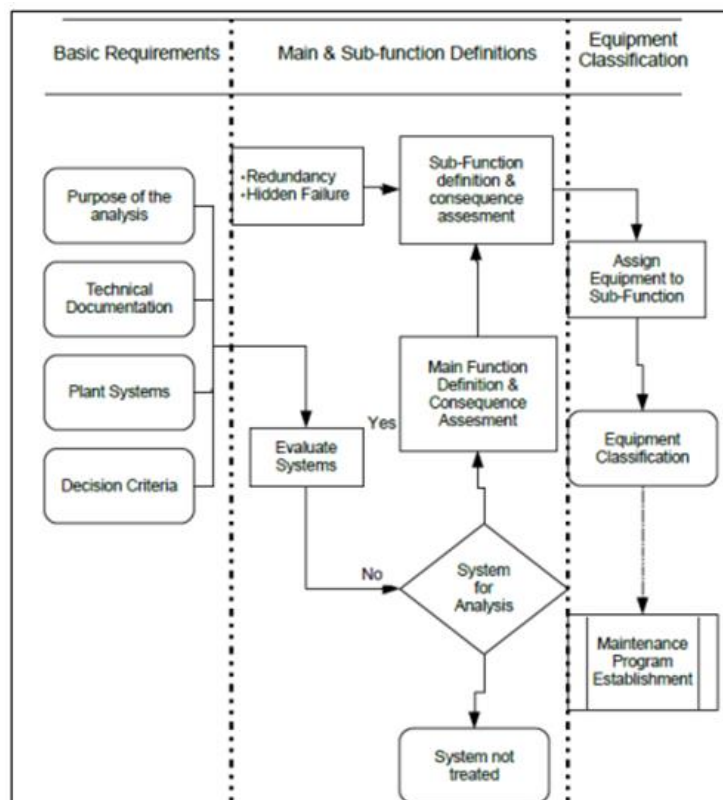 Basic Requirements
Main & Sub-function Definitions
Equipment
Classification
Purpose of the
analysis
Technical
Documentation
Plant Systems
Decision Criteria
•Redundancy
•Hidden Failure
Sub-Function
definition &
consequence
assesment
Main Function
Definition &
Consequence
Assesment
Yes
Evaluate
Systems
No
System
for
Analysis
System not
treated
Assign
Equipment to
Sub-Function
Equipment
Classification
Maintenance
Program
Establishment